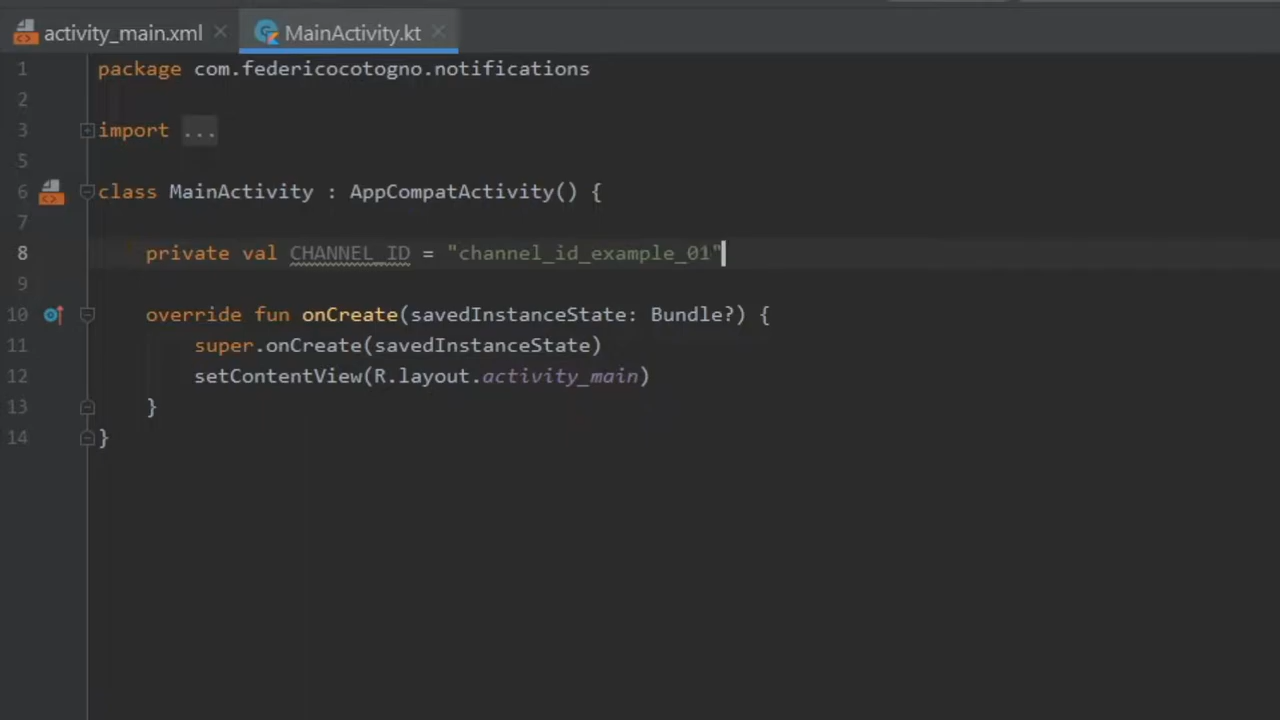 activity_main.xml
MainActivity.kt
1 package com.federicocotogno.notifications
2
3 import ...
5
6 class MainActivity : AppCompatActivity() {
7
8 private val CHANNEL_ID = "channel_id_example_01"
9
10 override fun onCreate(savedInstanceState: Bundle?) {
11 super.onCreate(savedInstanceState)
12 setContentView(R.layout.activity_main)
13 }
14 }